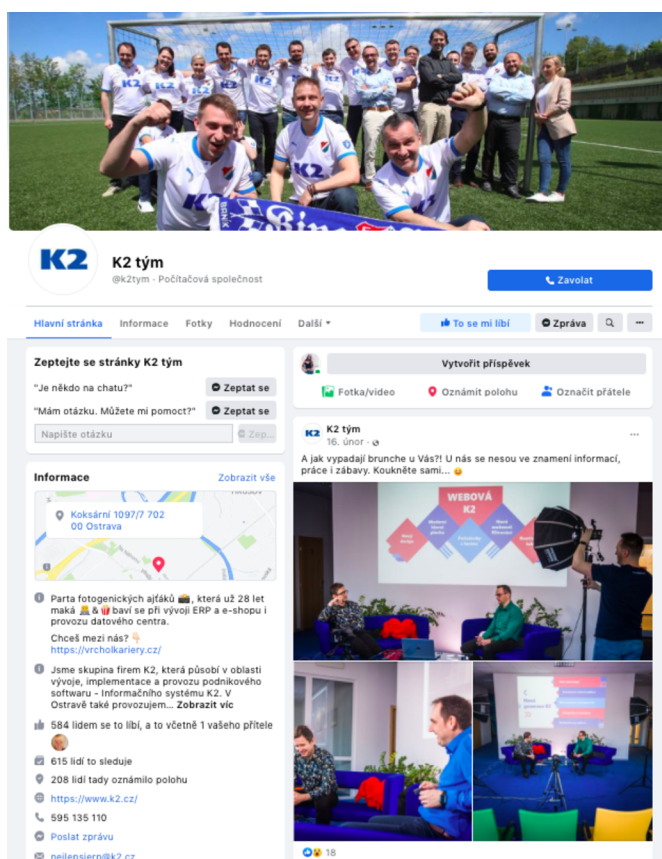 K2
K2 tým
@k2tym · Počítačová společnost
Zavolat
Hlavní stránka
Informace
Fotky
Hodnocení
Další
To se mi líbí
Zpráva
Zeptejte se stránky K2 tým
"Je někdo na chatu?"
Zeptat se
"Mám otázku. Můžete mi pomoct?"
Zeptat se
Napište otázku
Zep...
Informace
Zobrazit vše
Koksární 1097/7 702
00 Ostrava
Parta fotogenických ajťáků 📸, která už 28 let
maká 👨‍💻 & 🍿 baví se při vývoji ERP a e-shopu i
provozu datového centra.
Chceš mezi nás? 👇🏻
https://vrcholkariery.cz/
Jsme skupina firem K2, která působí v oblasti
vývoje, implementace a provozu podnikového
softwaru - Informačního systému K2. V
Ostravě také provozujem... Zobrazit víc
584 lidem se to líbí, a to včetně 1 vašeho přítele
615 lidí to sleduje
208 lidí tady oznámilo polohu
https://www.k2.cz/
595 135 110
Poslat zprávu
nejlepsierp@k2.cz
Vytvořit příspěvek
Fotka/video
Oznámit polohu
Označit přátele
K2
K2 tým
16. únor ·
A jak vypadají brunche u Vás?! U nás se nesou ve znamení informací,
práce i zábavy. Koukněte sami... 😉
WEBOVÁ
K2
18